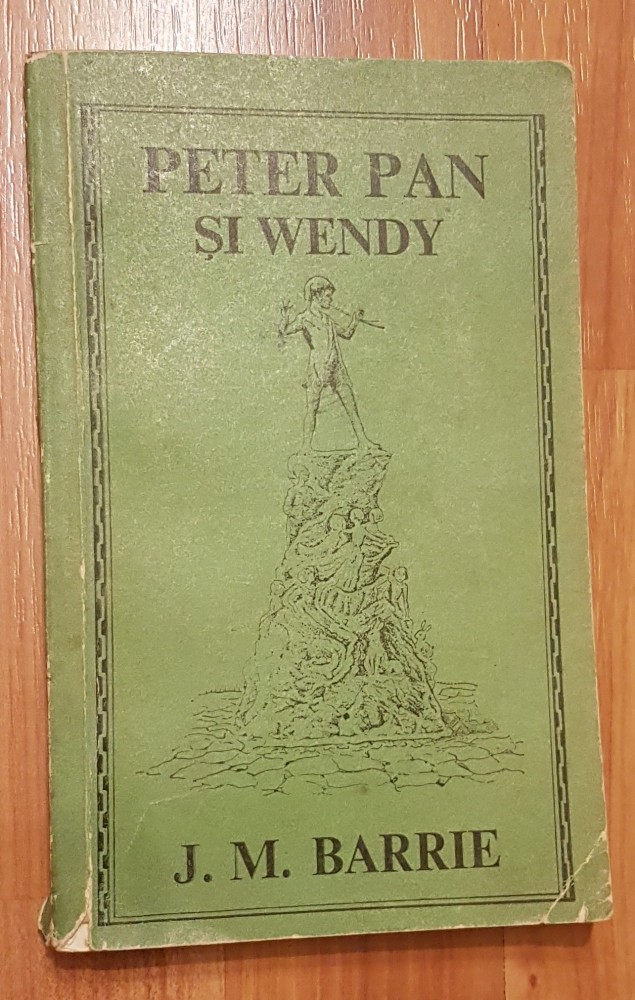 PETER PAN
ȘI WENDY
J. M. BARRIE